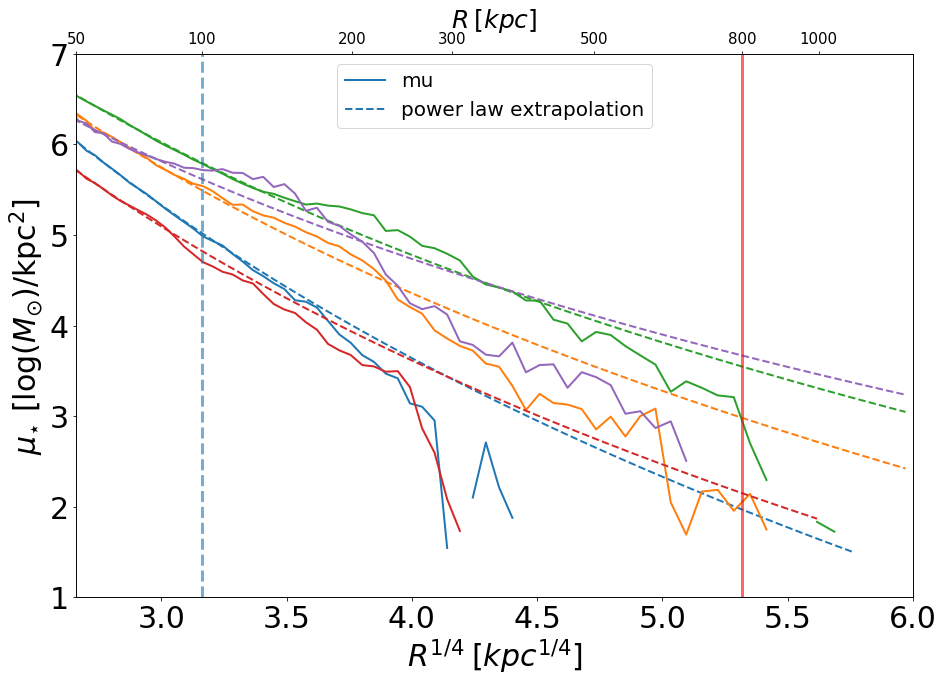 R [kpc]
50 100 200 300 500 800 1000
mu
power law extrapolation
7
6
5
4
3
2
1
μ⋆ [log(M⊙)/kpc²]
3.0 3.5 4.0 4.5 5.0 5.5 6.0
R^{1/4} [kpc^{1/4}]